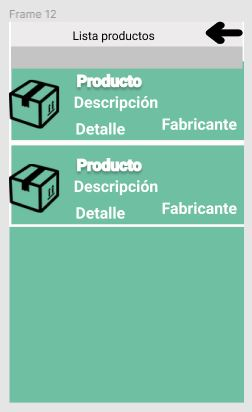 Frame 12
Lista productos
Producto
Descripción
Detalle
Fabricante
Producto
Descripción
Detalle
Fabricante